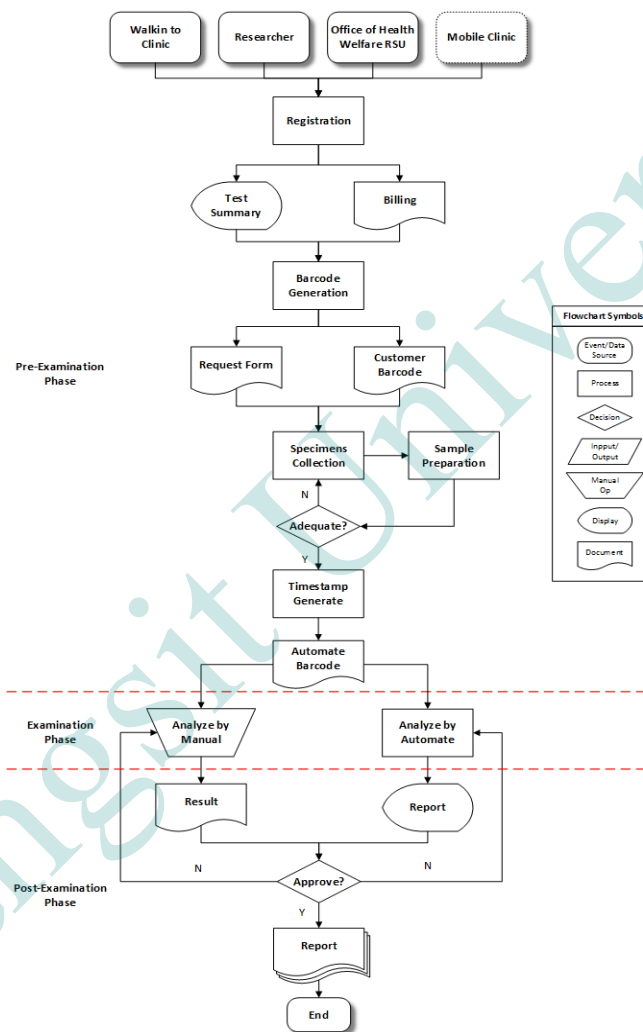 Walkin to
Clinic
Researcher
Office of Health
Welfare RSU
Mobile Clinic
Registration
Test
Summary
Billing
Barcode
Generation
Flowchart Symbols
Event/Data
Source
Process
Decision
Inpput/
Output
Manual
Op
Display
Document
Pre-Examination
Phase
Request Form
Customer
Barcode
Specimens
Collection
Sample
Preparation
N
Adequate?
Y
Timestamp
Generate
Automate
Barcode
Examination
Phase
Analyze by
Manual
Analyze by
Automate
Result
Report
N
N
Approve?
Post-Examination
Phase
Y
Report
End
ngsit Univer